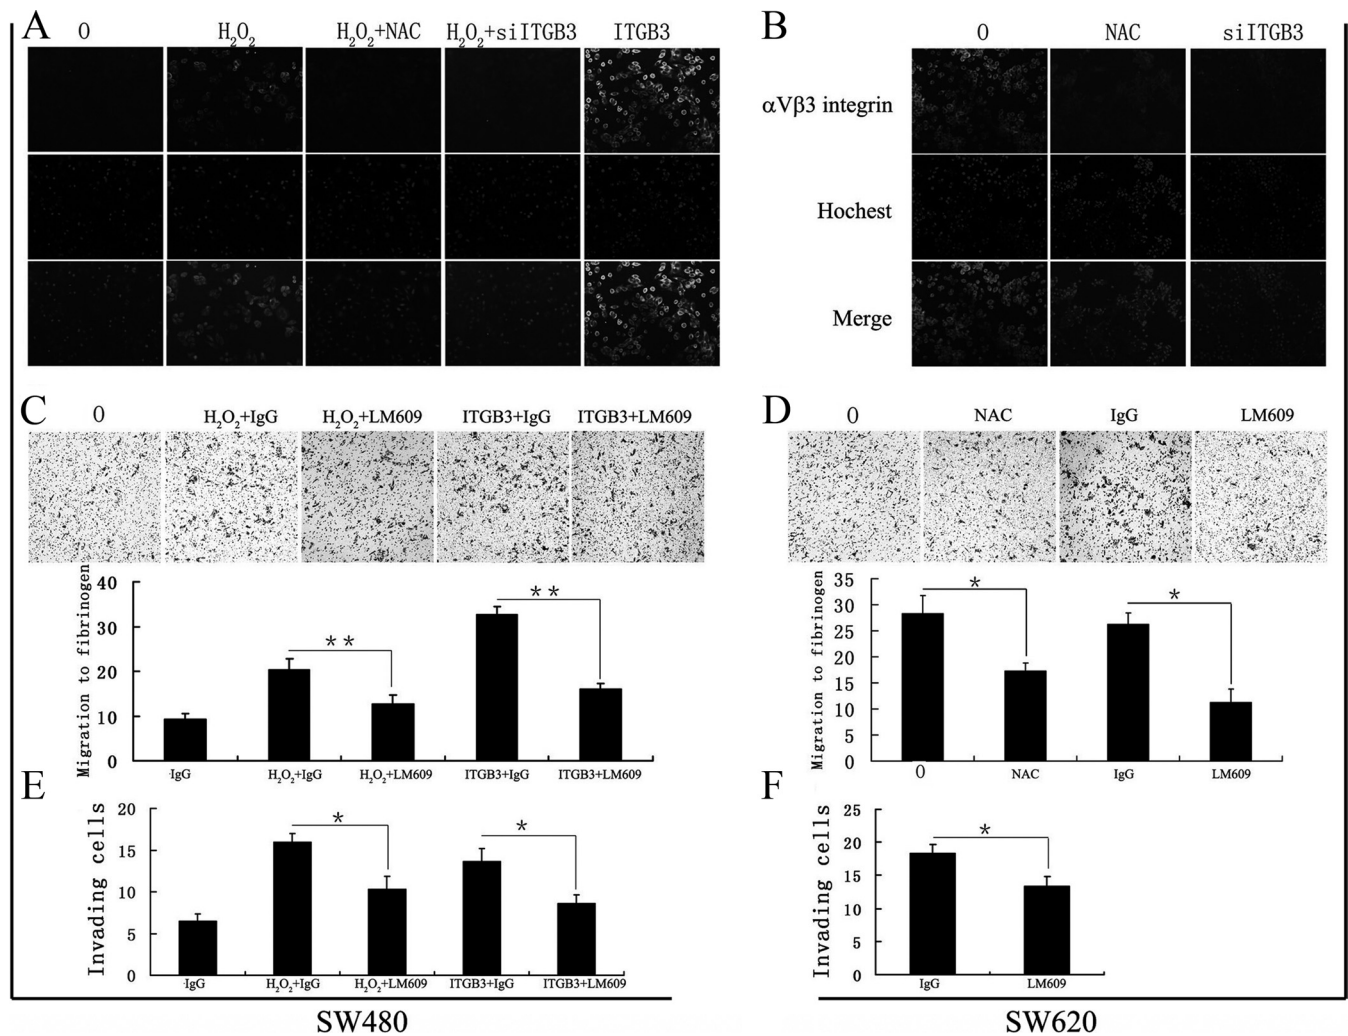 A
0 H₂O₂ H₂O₂+NAC H₂O₂+siITGB3 ITGB3
B
0 NAC siITGB3
αVβ3 integrin
Hochest
Merge
C
0 H₂O₂+IgG H₂O₂+LM609 ITGB3+IgG ITGB3+LM609
Migration to fibrinogen
40
30
20
10
0
** **
IgG H₂O₂+IgG H₂O₂+LM609 ITGB3+IgG ITGB3+LM609
D
0 NAC IgG LM609
Migration to fibrinogen
35
30
25
20
15
10
5
0
* *
0 NAC IgG LM609
E
Invading cells
20
15
10
5
0
* *
IgG H₂O₂+IgG H₂O₂+LM609 ITGB3+IgG ITGB3+LM609
F
Invading cells
25
20
15
10
5
0
*
IgG LM609
SW480
SW620